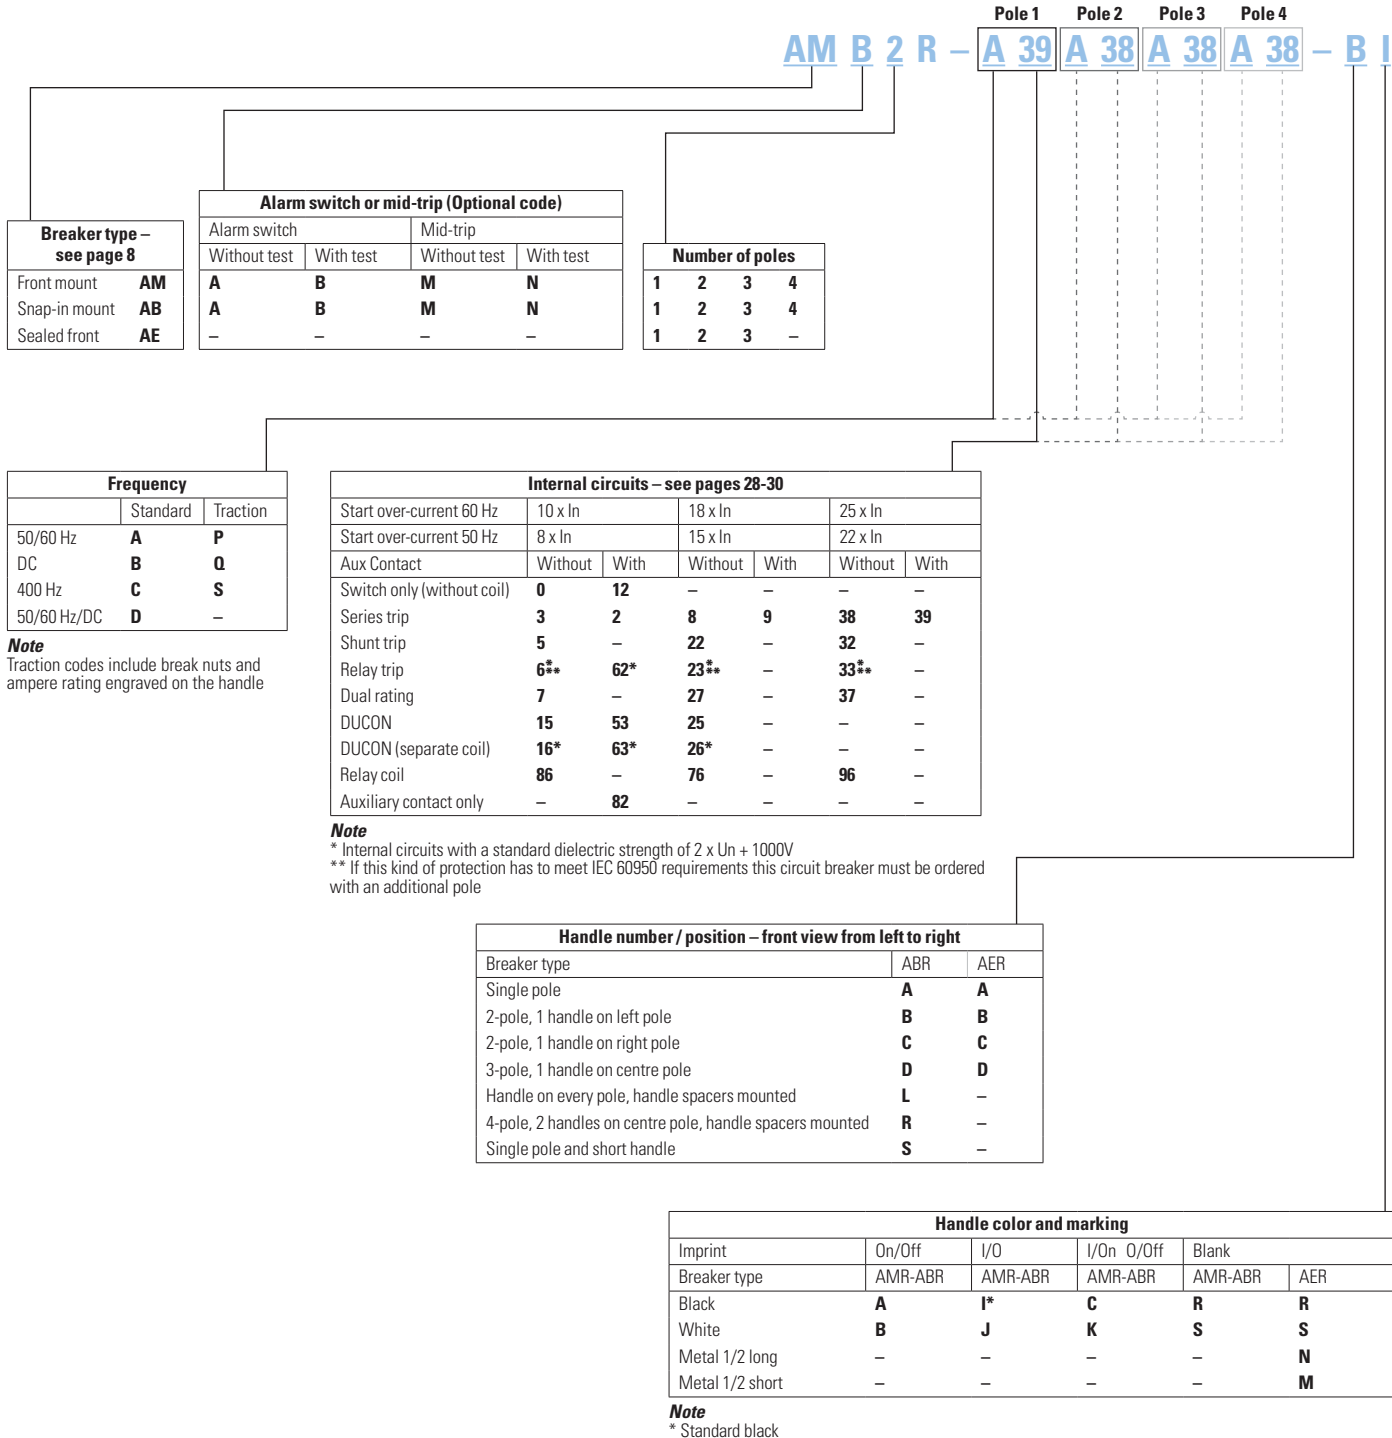 Pole 1 Pole 2 Pole 3 Pole 4
AM B 2 R – A 39 A 38 A 38 A 38 – B I
Alarm switch or mid-trip (Optional code)
Alarm switch Mid-trip
Without test With test Without test With test
A B M N
A B M N
– – – –
Breaker type –
see page 8
Front mount AM
Snap-in mount AB
Sealed front AE
Number of poles
1 2 3 4
1 2 3 4
1 2 3 –
Frequency
Standard Traction
50/60 Hz A P
DC B Q
400 Hz C S
50/60 Hz/DC D –
Note
Traction codes include break nuts and
ampere rating engraved on the handle
Internal circuits – see pages 28-30
Start over-current 60 Hz 10 x In 18 x In 25 x In
Start over-current 50 Hz 8 x In 15 x In 22 x In
Aux Contact Without With Without With Without With
Switch only (without coil) 0 12 – – – –
Series trip 3 2 8 9 38 39
Shunt trip 5 – 22 – 32 –
Relay trip 6*** 62* 23*** – 33*** –
Dual rating 7 – 27 – 37 –
DUCON 15 53 25 – – –
DUCON (separate coil) 16* 63* 26* – – –
Relay coil 86 – 76 – 96 –
Auxiliary contact only – 82 – – – –
Note
* Internal circuits with a standard dielectric strength of 2 x Un + 1000V
** If this kind of protection has to meet IEC 60950 requirements this circuit breaker must be ordered
with an additional pole
Handle number / position – front view from left to right
Breaker type ABR AER
Single pole A A
2-pole, 1 handle on left pole B B
2-pole, 1 handle on right pole C C
3-pole, 1 handle on centre pole D D
Handle on every pole, handle spacers mounted L –
4-pole, 2 handles on centre pole, handle spacers mounted R –
Single pole and short handle S –
Handle color and marking
Imprint On/Off I/O I/On O/Off Blank
Breaker type AMR-ABR AMR-ABR AMR-ABR AMR-ABR AER
Black A I* C R R
White B J K S S
Metal 1/2 long – – – – N
Metal 1/2 short – – – – M
Note
* Standard black